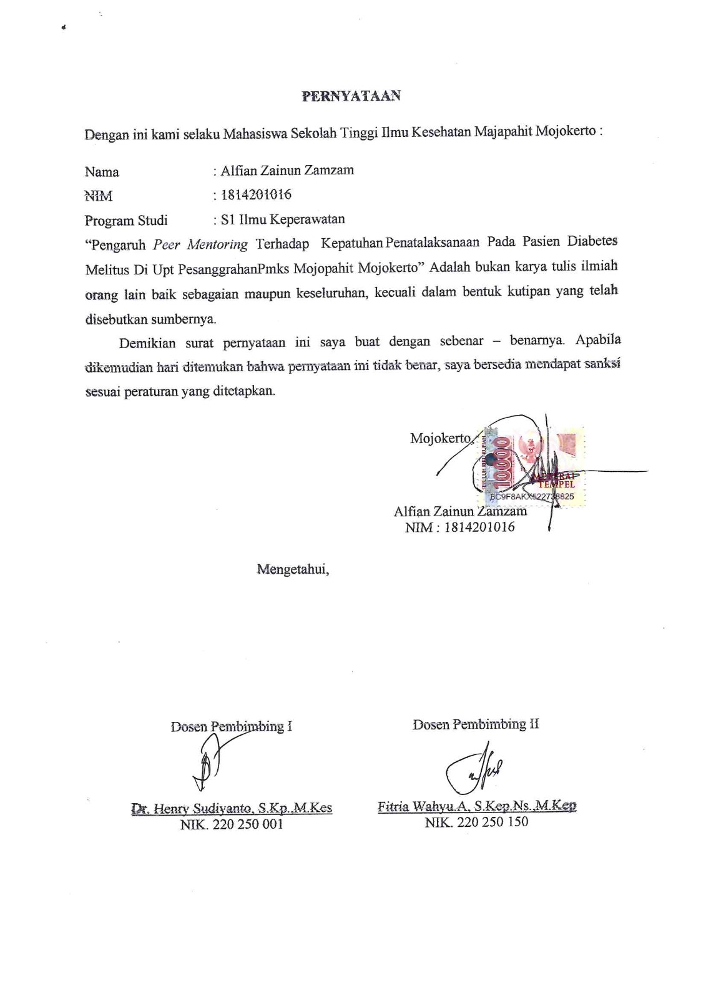 PERNYATAAN
Dengan ini kami selaku Mahasiswa Sekolah Tinggi Ilmu Kesehatan Majapahit Mojokerto :
Nama : Alfian Zainun Zamzam
NIM : 1814201016
Program Studi : S1 Ilmu Keperawatan
“Pengaruh Peer Mentoring Terhadap Kepatuhan Penatalaksanaan Pada Pasien Diabetes
Melitus Di Upt PesanggrahanPmks Mojopahit Mojokerto” Adalah bukan karya tulis ilmiah
orang lain baik sebagaian maupun keseluruhan, kecuali dalam bentuk kutipan yang telah
disebutkan sumbernya.
Demikian surat pernyataan ini saya buat dengan sebenar – benarnya. Apabila
dikemudian hari ditemukan bahwa pernyataan ini tidak benar, saya bersedia mendapat sanksi
sesuai peraturan yang ditetapkan.
Mojokerto,
SEPULUH RIBU RUPIAH
10000
METERAI
TEMPEL
6C9F8AKX522738825
Alfian Zainun Zamzam
NIM : 1814201016
Mengetahui,
Dosen Pembimbing I Dosen Pembimbing II
Dr. Henry Sudiyanto, S.Kp.,M.Kes Fitria Wahyu.A, S.Kep.Ns.,M.Kep
NIK. 220 250 001 NIK. 220 250 150